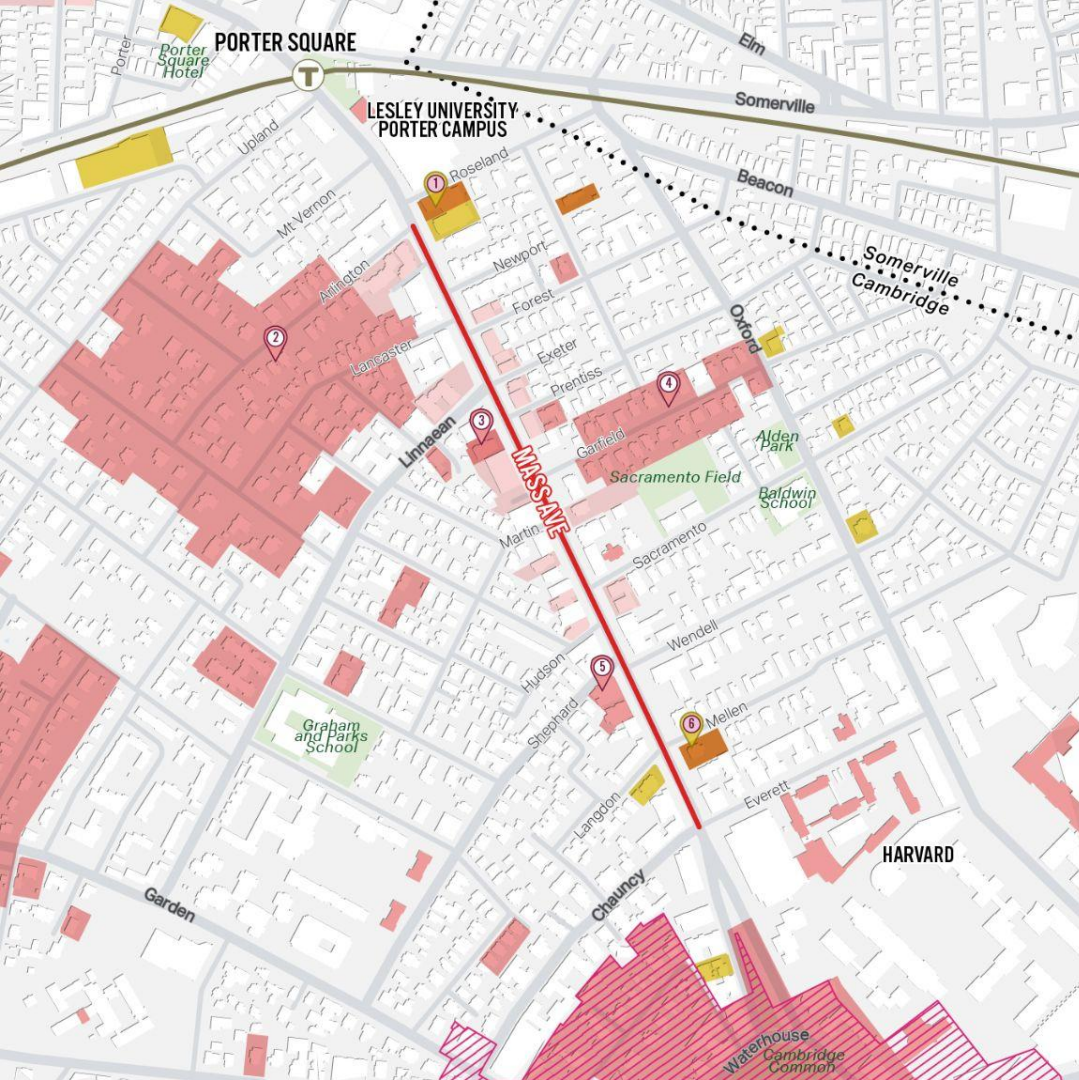 Elm
Porter
PORTER SQUARE
Porter
Square
Hotel
T
Somerville
LESLEY UNIVERSITY
PORTER CAMPUS
Upland
Roseland
Beacon
1
Mt Vernon
Newport
Somerville
Cambridge
Arlington
Forest
Oxford
2
Lancaster
Exeter
Prentiss
4
3
Linnaean
Garfield
Alden
Park
MASS AVE
Sacramento Field
Baldwin
School
Martin
Sacramento
Wendell
Hudson
5
Shephard
Mellen
6
Graham
and Parks
School
Langdon
Everett
HARVARD
Chauncy
Garden
Waterhouse
Cambridge
Common